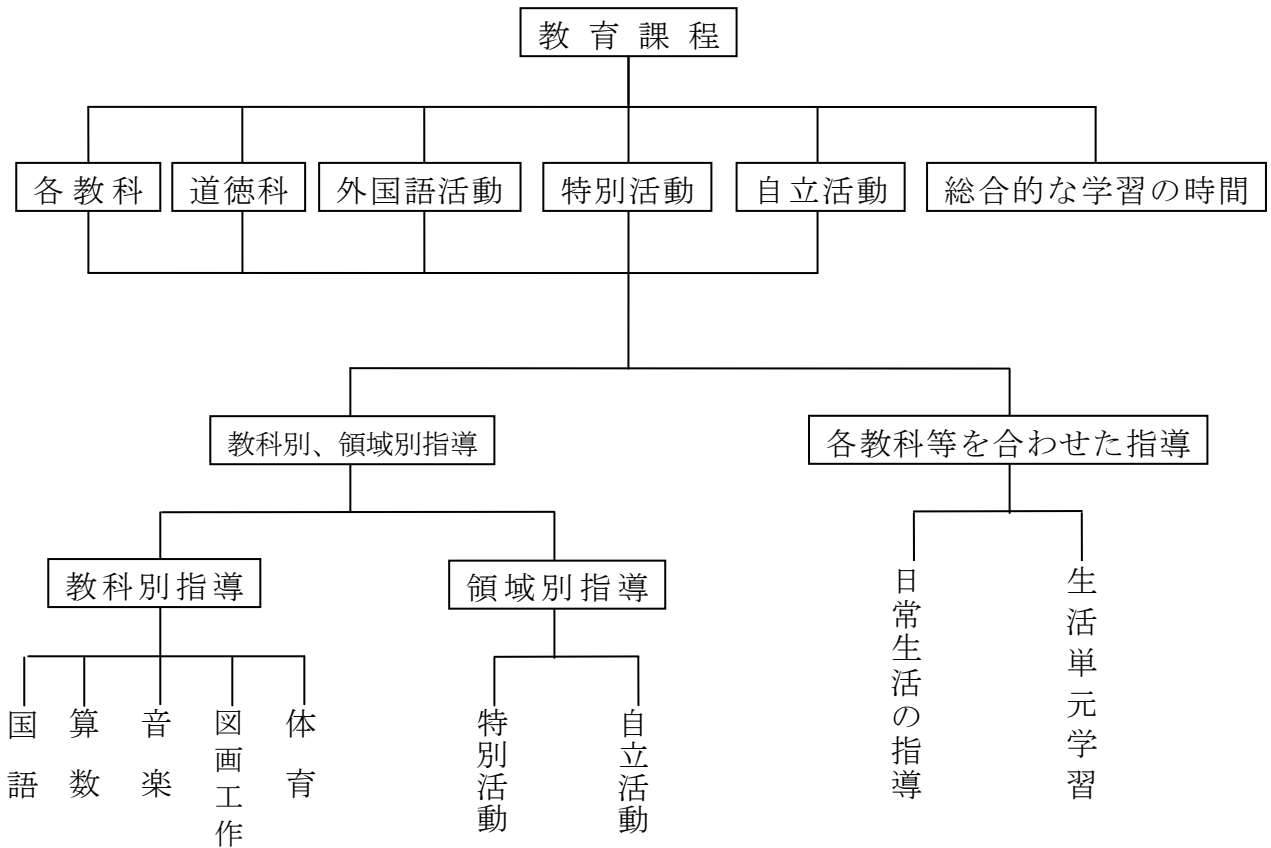 教育課程
各教科
道徳科
外国語活動
特別活動
自立活動
総合的な学習の時間
教科別、領域別指導
各教科等を合わせた指導
教科別指導
領域別指導
国語
算数
音楽
図画工作
体育
特別活動
自立活動
日常生活の指導
生活単元学習